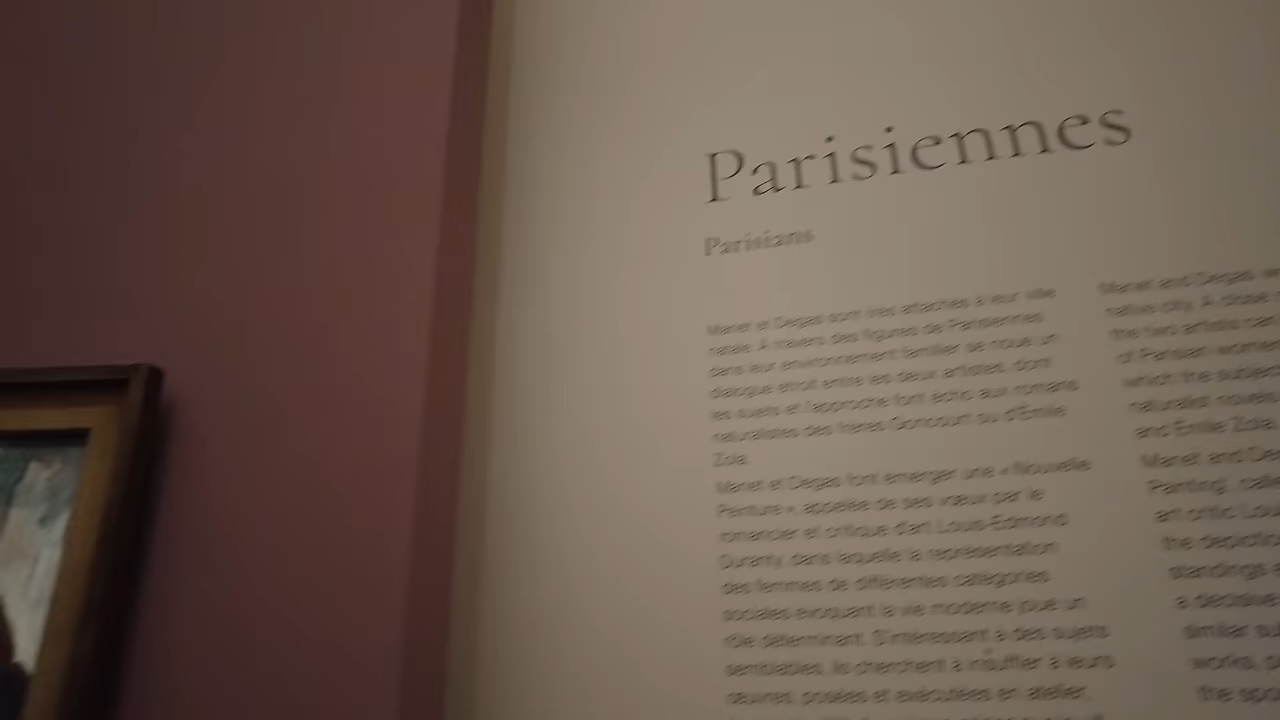 Parisiennes
Parisians
Manet et Degas sont très attachés à leur ville
natale. À travers des figures de Parisiennes
dans leur environnement familier se noue un
dialogue étroit entre les deux artistes, dont
les sujets et l'approche font écho aux romans
naturalistes des frères Goncourt ou d'Émile
Zola.
Manet et Degas font émerger une « Nouvelle
Peinture », appelée de ses vœux par le
romancier et critique d'art Louis-Edmond
Duranty, dans laquelle la représentation
des femmes de différentes catégories
sociales évoquant la vie moderne joue un
rôle déterminant. S'intéressant à des sujets
semblables, ils cherchent à insuffler à leurs
œuvres, posées et exécutées en atelier,
Manet and Degas
native city. A close
the two artists can
of Parisian women
which the subject
naturalist novels
and Émile Zola.
Manet and
Painting', calle
art critic Lou
the depiction
standings
a decisive
similar su
works, p
the spo